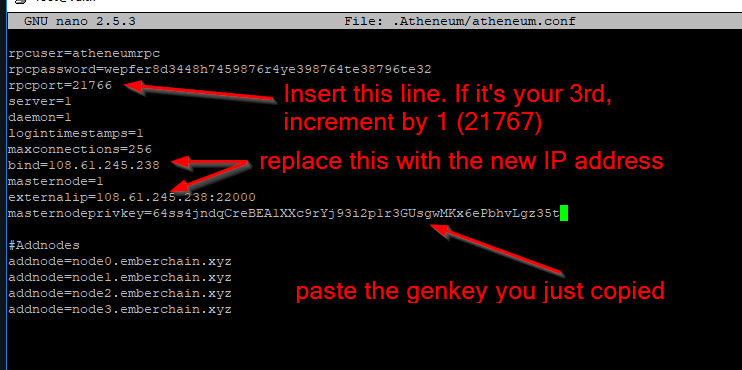 GNU nano 2.5.3 File: .Atheneum/atheneum.conf
rpcuser=atheneumrpc
rpcpassword=wepfer8d3448h7459876r4ye398764te38796te32
rpcport=21766
Insert this line. If it's your 3rd,
increment by 1 (21767)
server=1
daemon=1
logintimestamps=1
maxconnections=256
bind=108.61.245.238
replace this with the new IP address
masternode=1
externalip=108.61.245.238:22000
masternodeprivkey=64ss4jndqCreBEA1XXc9rYj93i2p1r3GUsgwMKx6ePbhvLgz35t
#Addnodes
addnode=node0.emberchain.xyz
addnode=node1.emberchain.xyz
addnode=node2.emberchain.xyz
addnode=node3.emberchain.xyz
paste the genkey you just copied